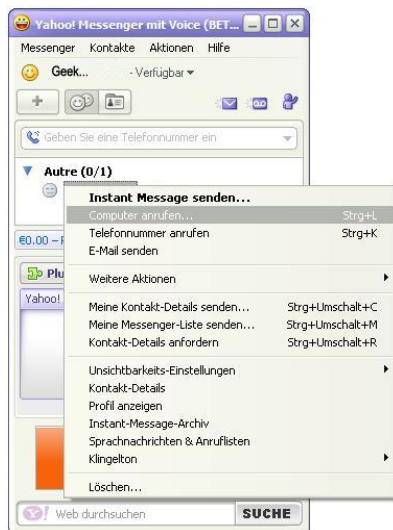 Yahoo! Messenger mit Voice (BET...
Messenger Kontakte Aktionen Hilfe
Geek... - Verfügbar
Geben Sie eine Telefonnummer ein
Autre (0/1)
Instant Message senden...
Computer anrufen... Strg+L
Telefonnummer anrufen Strg+K
€0.00 –
E-Mail senden
Plu
Weitere Aktionen
Yahoo!
Meine Kontakt-Details senden... Strg+Umschalt+C
Meine Messenger-Liste senden... Strg+Umschalt+M
Kontakt-Details anfordern Strg+Umschalt+R
Unsichtbarkeits-Einstellungen
Kontakt-Details
Profil anzeigen
Instant-Message-Archiv
Sprachnachrichten & Anruflisten
Klingelton
Löschen...
Web durchsuchen SUCHE